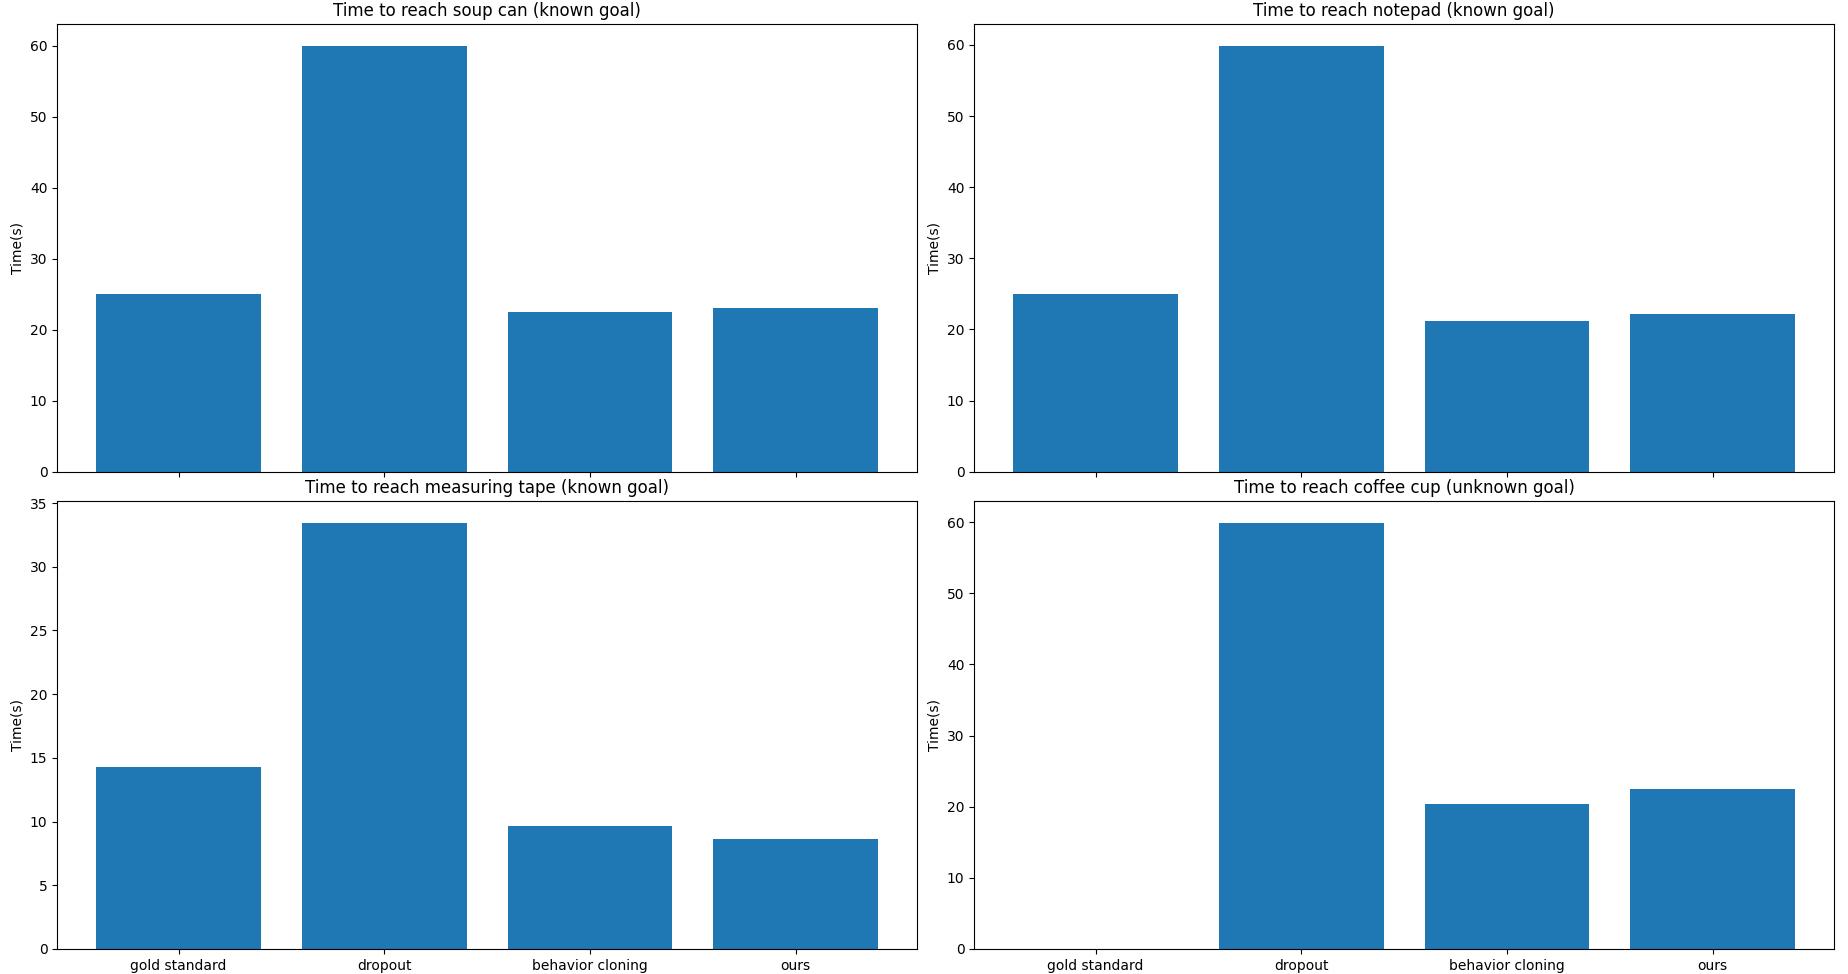 Time to reach soup can (known goal)
Time(s)
60
50
40
30
20
10
0
Time to reach notepad (known goal)
Time(s)
60
50
40
30
20
10
0
Time to reach measuring tape (known goal)
Time(s)
35
30
25
20
15
10
5
0
gold standard dropout behavior cloning ours
Time to reach coffee cup (unknown goal)
Time(s)
60
50
40
30
20
10
0
gold standard dropout behavior cloning ours